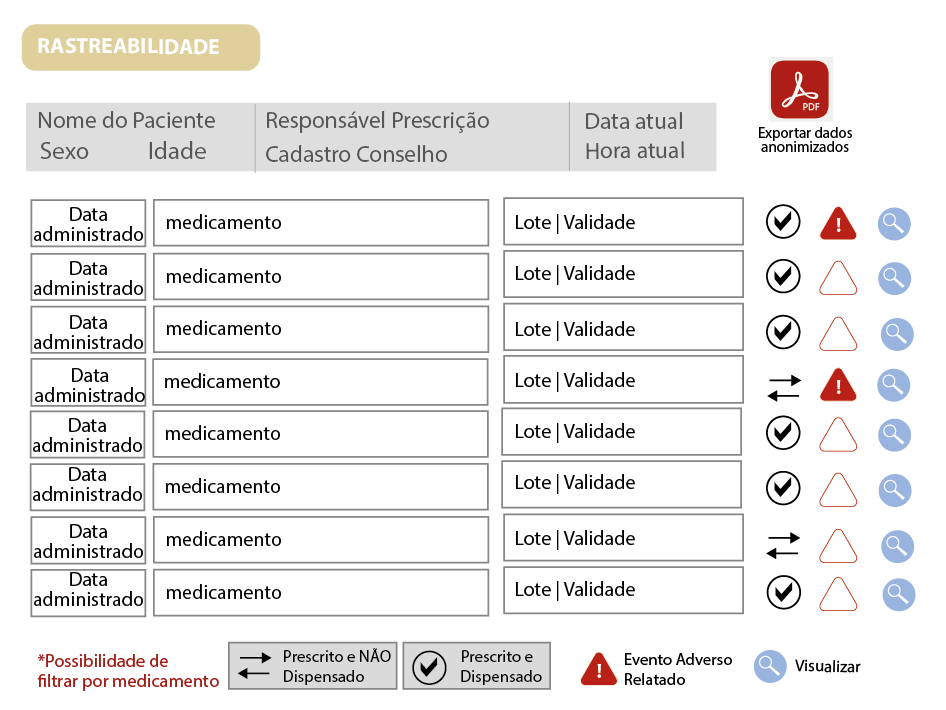 RASTREABILIDADE
PDF
Exportar dados
anonimizados
Nome do Paciente
Sexo Idade
Responsável Prescrição
Cadastro Conselho
Data atual
Hora atual
Data
administrado
medicamento
Lote | Validade
!
Data
administrado
medicamento
Lote | Validade
Data
administrado
medicamento
Lote | Validade
Data
administrado
medicamento
Lote | Validade
!
Data
administrado
medicamento
Lote | Validade
Data
administrado
medicamento
Lote | Validade
Data
administrado
medicamento
Lote | Validade
Data
administrado
medicamento
Lote | Validade
*Possibilidade de
filtrar por medicamento
Prescrito e NÃO
Dispensado
Prescrito e
Dispensado
!
Evento Adverso
Relatado
Visualizar